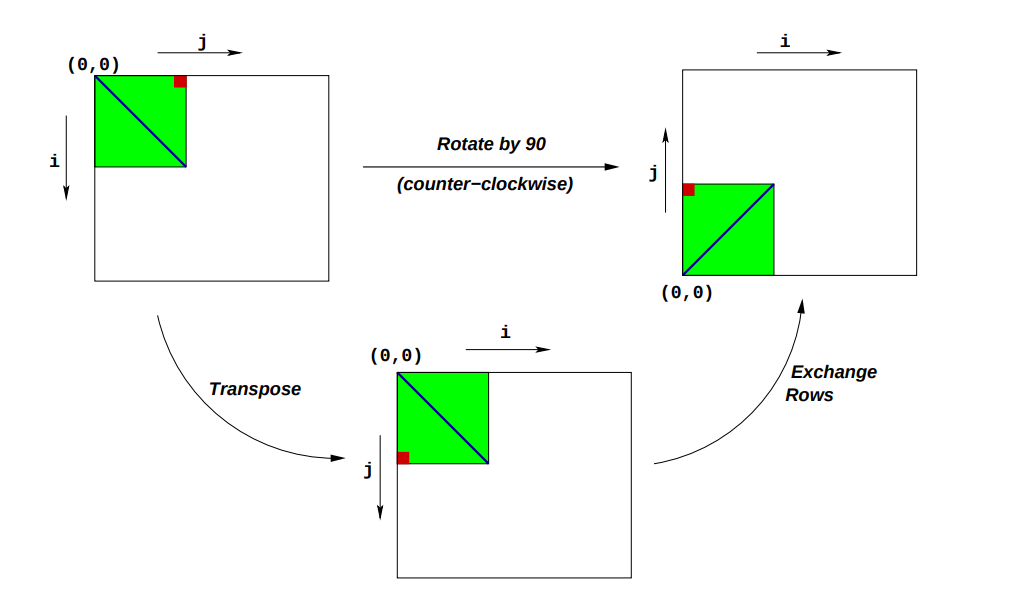 j
(0,0)
i
Rotate by 90
(counter−clockwise)
i
j
(0,0)
Transpose
i
(0,0)
j
Exchange
Rows